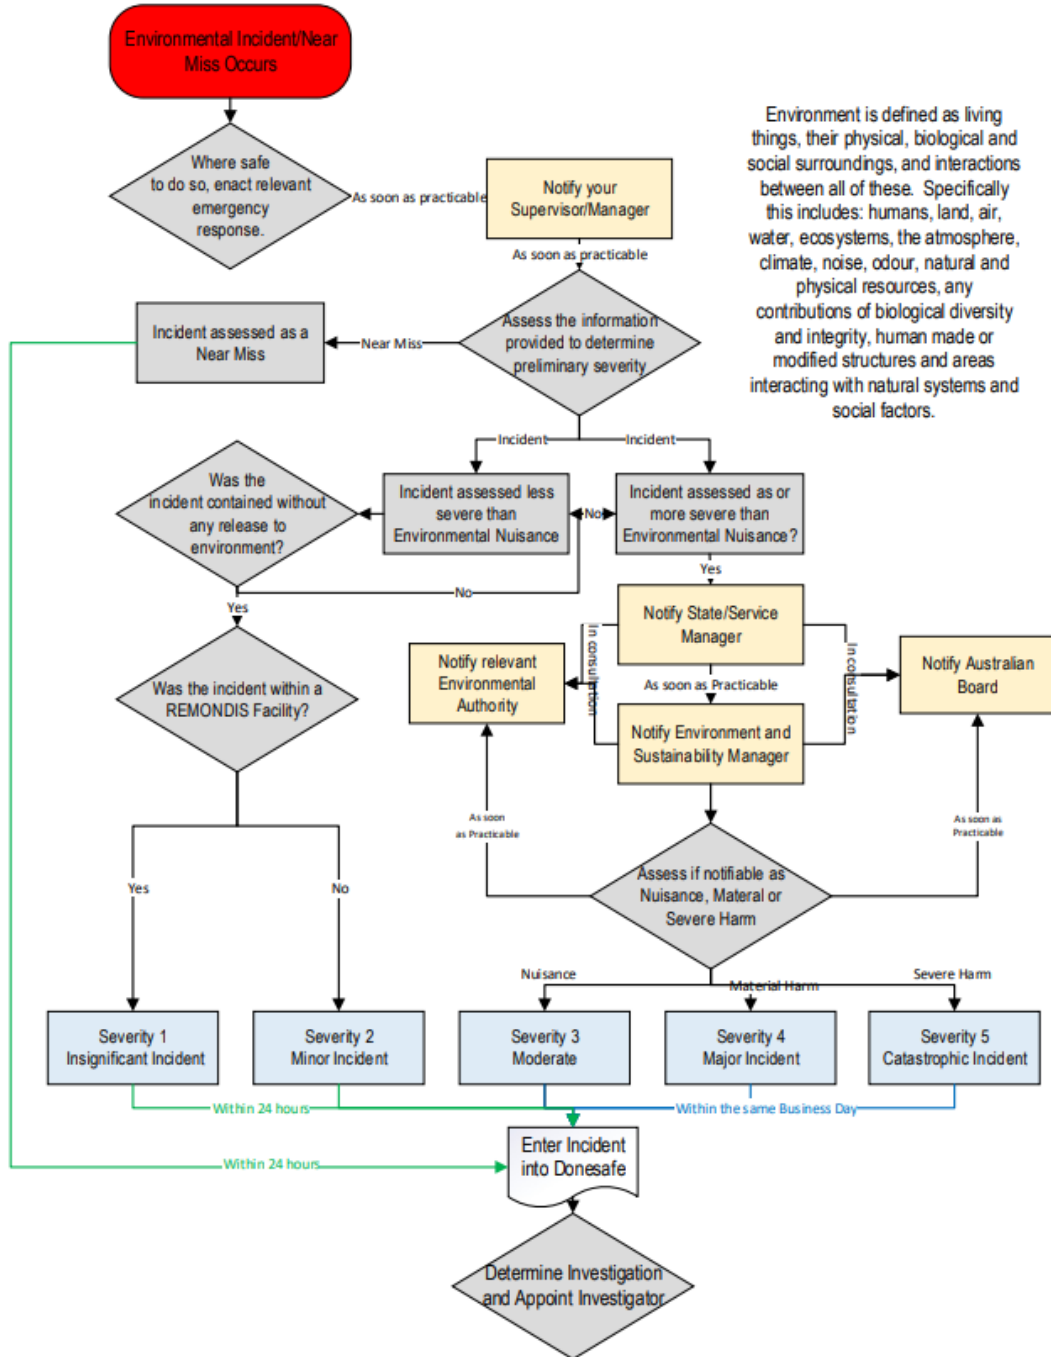 Environmental Incident/Near
Miss Occurs
Where safe
to do so, enact relevant
emergency
response.
As soon as practicable
Notify your
Supervisor/Manager
As soon as practicable
Environment is defined as living
things, their physical, biological and
social surroundings, and interactions
between all of these. Specifically
this includes: humans, land, air,
water, ecosystems, the atmosphere,
climate, noise, odour, natural and
physical resources, any
contributions of biological diversity
and integrity, human made or
modified structures and areas
interacting with natural systems and
social factors.
Incident assessed as a
Near Miss
Near Miss
Assess the information
provided to determine
preliminary severity
Incident
Incident
Was the
incident contained without
any release to
environment?
Incident assessed less
severe than
Environmental Nuisance
No
Incident assessed as or
more severe than
Environmental Nuisance?
No
Yes
Yes
Notify State/Service
Manager
In consultation
In consultation
Notify relevant
Environmental
Authority
Notify Australian
Board
As soon as Practicable
Was the incident within a
REMONDIS Facility?
Notify Environment and
Sustainability Manager
As soon
as Practicable
As soon as
Practicable
Assess if notifiable as
Nuisance, Materal or
Severe Harm
Yes
No
Nuisance
Material Harm
Severe Harm
Severity 1
Insignificant Incident
Severity 2
Minor Incident
Severity 3
Moderate
Severity 4
Major Incident
Severity 5
Catastrophic Incident
Within 24 hours
Within the same Business Day
Enter Incident
into Donesafe
Within 24 hours
Determine Investigation
and Appoint Investigator